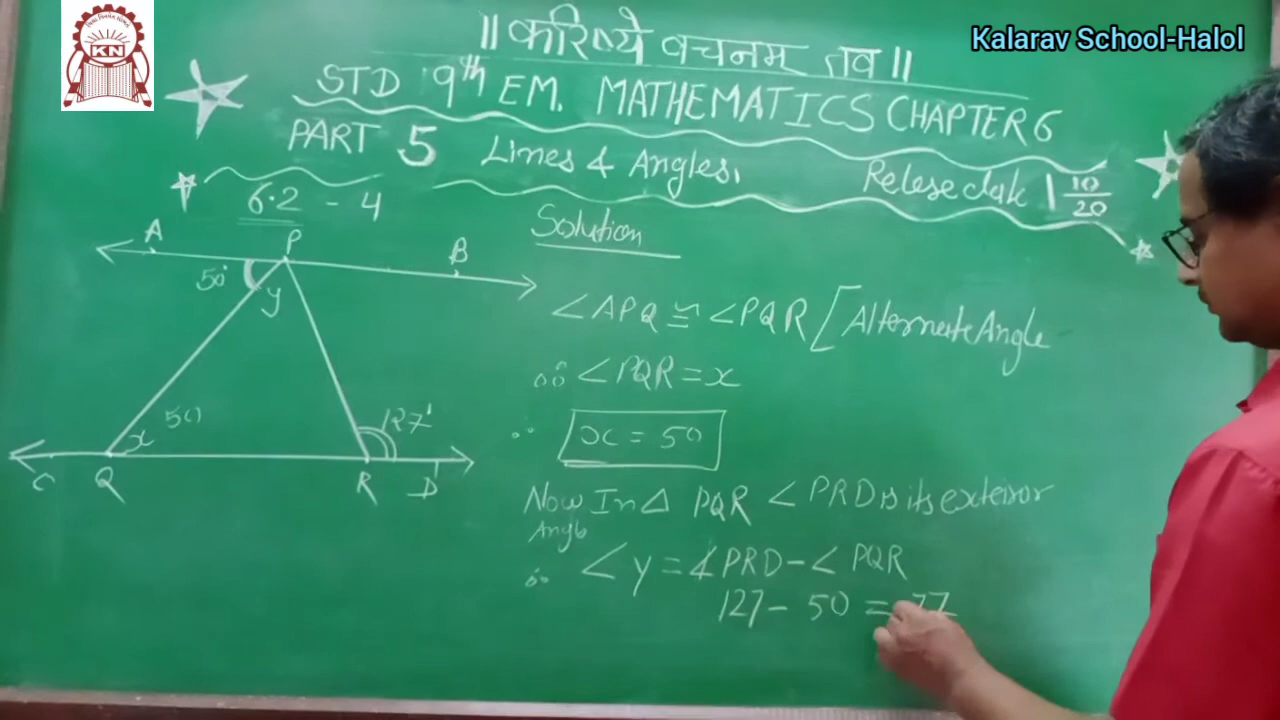 KN
Kalarav School-Halol
॥ करिष्ये वचनम तव ॥
STD 9th EM. MATHEMATICS CHAPTER 6
PART 5 Lines & Angles.
Relese date 1 10/20
6.2 - 4
A P B
50°
y
50
x
127°
C Q R D
Solution
∠APQ ≅ ∠PQR [Alternate Angle
∴ ∠PQR = x
∴ x = 50
Now In △ PQR ∠PRD is its exteiror
Angle
∴ ∠y = ∠PRD - ∠PQR
127 - 50 = 77